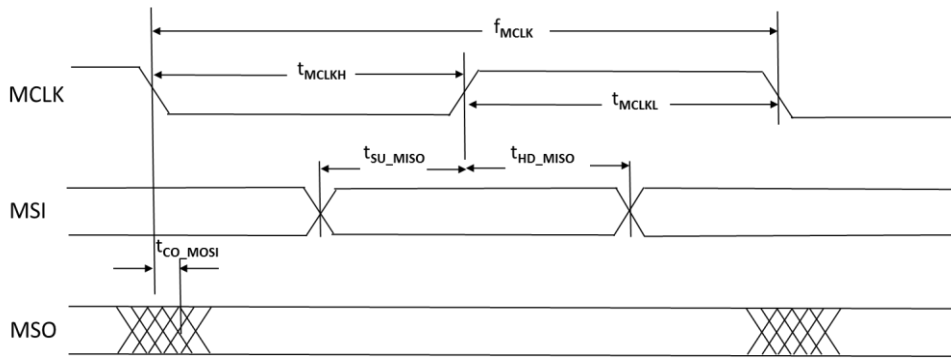 fMCLK
tMCLKH
MCLK
tMCLKL
tSU_MISO
tHD_MISO
MSI
tCO_MOSI
MSO